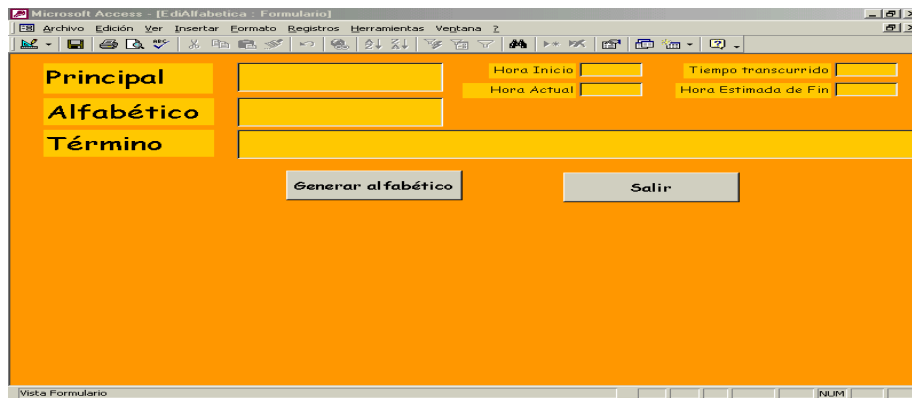 Microsoft Access - [EdiAlfabetica : Formulario]
Archivo Edición Ver Insertar Formato Registros Herramientas Ventana ?
Principal
Hora Inicio
Tiempo transcurrido
Hora Actual
Hora Estimada de Fin
Alfabético
Término
Generar alfabético
Salir
Vista Formulario
NUM